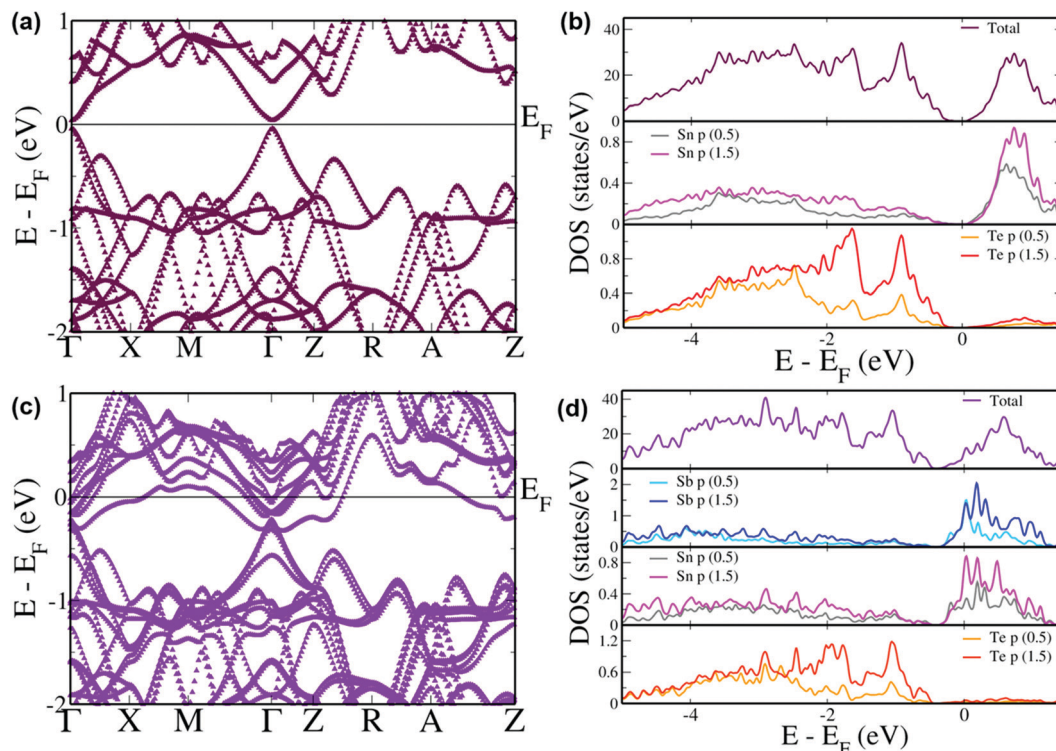 (a)
1
0
-1
-2
E - E_F (eV)
E_F
Γ X M Γ Z R A Z
(b)
40
20
0
Total
0.8
0.4
0
Sn p (0.5)
Sn p (1.5)
0.8
0.4
0
Te p (0.5)
Te p (1.5)
DOS (states/eV)
-4 -2 0
E - E_F (eV)
(c)
1
0
-1
-2
E - E_F (eV)
E_F
Γ X M Γ Z R A Z
(d)
40
20
0
Total
2
1
0
Sb p (0.5)
Sb p (1.5)
0.8
0.4
0
Sn p (0.5)
Sn p (1.5)
1.2
0.6
0
Te p (0.5)
Te p (1.5)
DOS (states/eV)
-4 -2 0
E - E_F (eV)